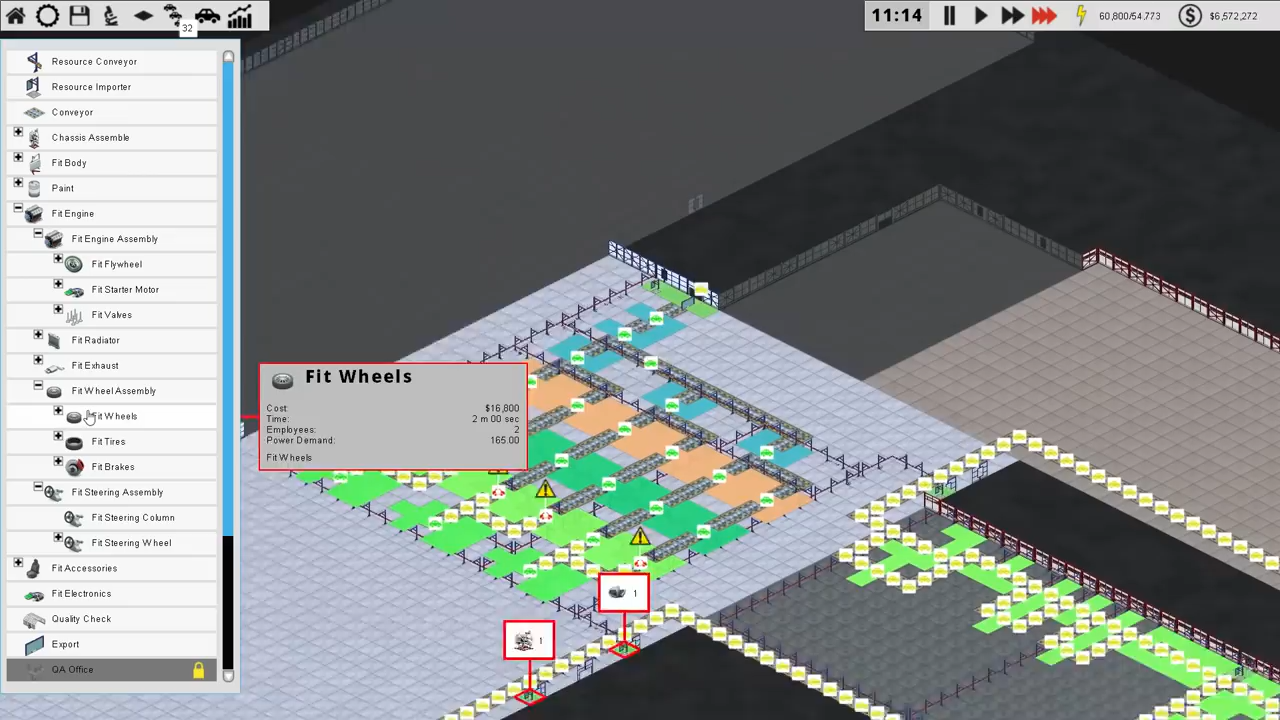 32
11:14
60,800/54,773
$6,572,272
Resource Conveyor
Resource Importer
Conveyor
Chassis Assemble
Fit Body
Paint
Fit Engine
Fit Engine Assembly
Fit Flywheel
Fit Starter Motor
Fit Valves
Fit Radiator
Fit Exhaust
Fit Wheel Assembly
Fit Wheels
Fit Tires
Fit Brakes
Fit Steering Assembly
Fit Steering Column
Fit Steering Wheel
Fit Accessories
Fit Electronics
Quality Check
Export
QA Office
Fit Wheels
Cost: $16,800
Time: 2 m 00 sec
Employees: 2
Power Demand: 165.00
Fit Wheels
1
1